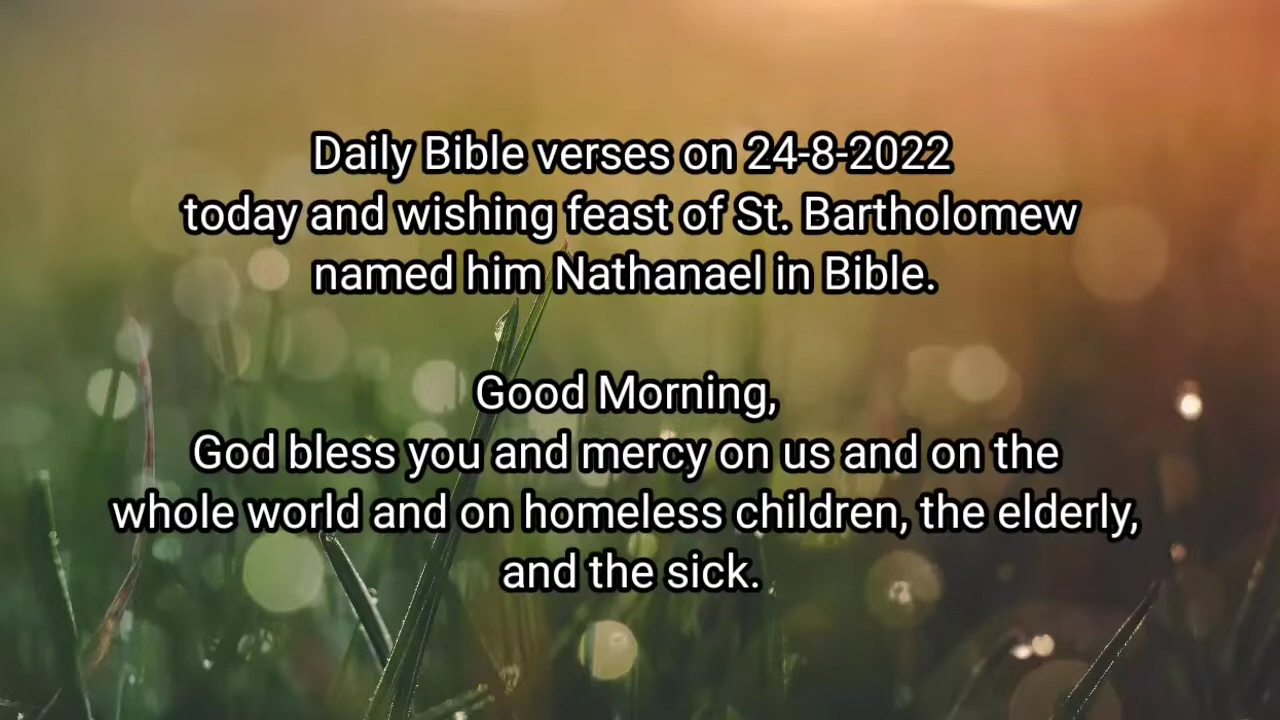 Daily Bible verses on 24-8-2022
today and wishing feast of St. Bartholomew
named him Nathanael in Bible.
Good Morning,
God bless you and mercy on us and on the
whole world and on homeless children, the elderly,
and the sick.